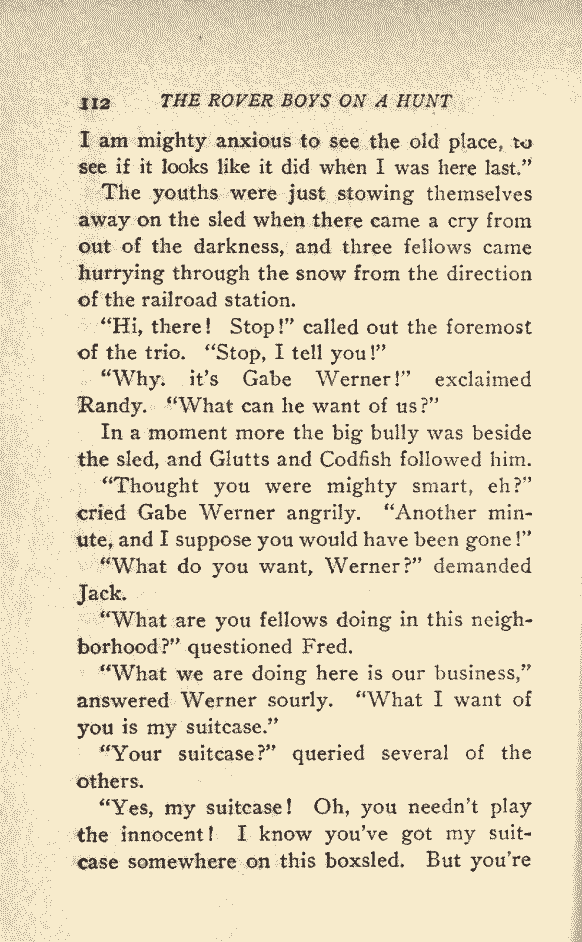 112 THE ROVER BOYS ON A HUNT
I am mighty anxious to see the old place, to
see if it looks like it did when I was here last.”
The youths were just stowing themselves
away on the sled when there came a cry from
out of the darkness, and three fellows came
hurrying through the snow from the direction
of the railroad station.
“Hi, there! Stop!” called out the foremost
of the trio. “Stop, I tell you!”
“Why. it's Gabe Werner!” exclaimed
Randy. “What can he want of us?”
In a moment more the big bully was beside
the sled, and Glutts and Codfish followed him.
“Thought you were mighty smart, eh?”
cried Gabe Werner angrily. “Another min-
ute, and I suppose you would have been gone!”
“What do you want, Werner?” demanded
Jack.
“What are you fellows doing in this neigh-
borhood?” questioned Fred.
“What we are doing here is our business,”
answered Werner sourly. “What I want of
you is my suitcase.”
“Your suitcase?” queried several of the
others.
“Yes, my suitcase! Oh, you needn't play
the innocent! I know you've got my suit-
case somewhere on this boxsled. But you're